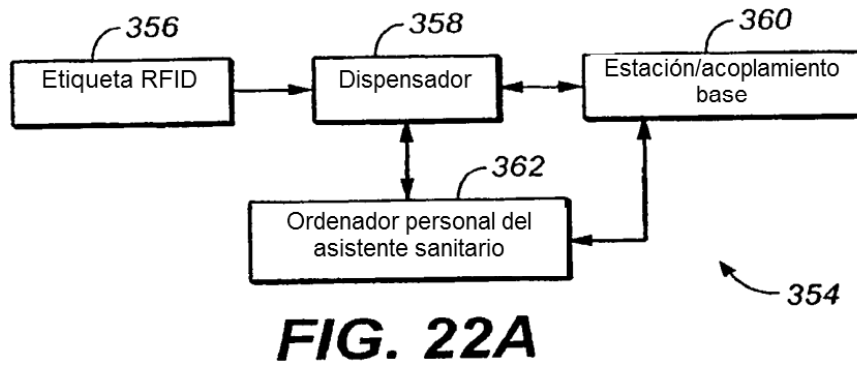 356
358
360
Etiqueta RFID
Dispensador
Estación/acoplamiento
base
362
Ordenador personal del
asistente sanitario
354
FIG. 22A